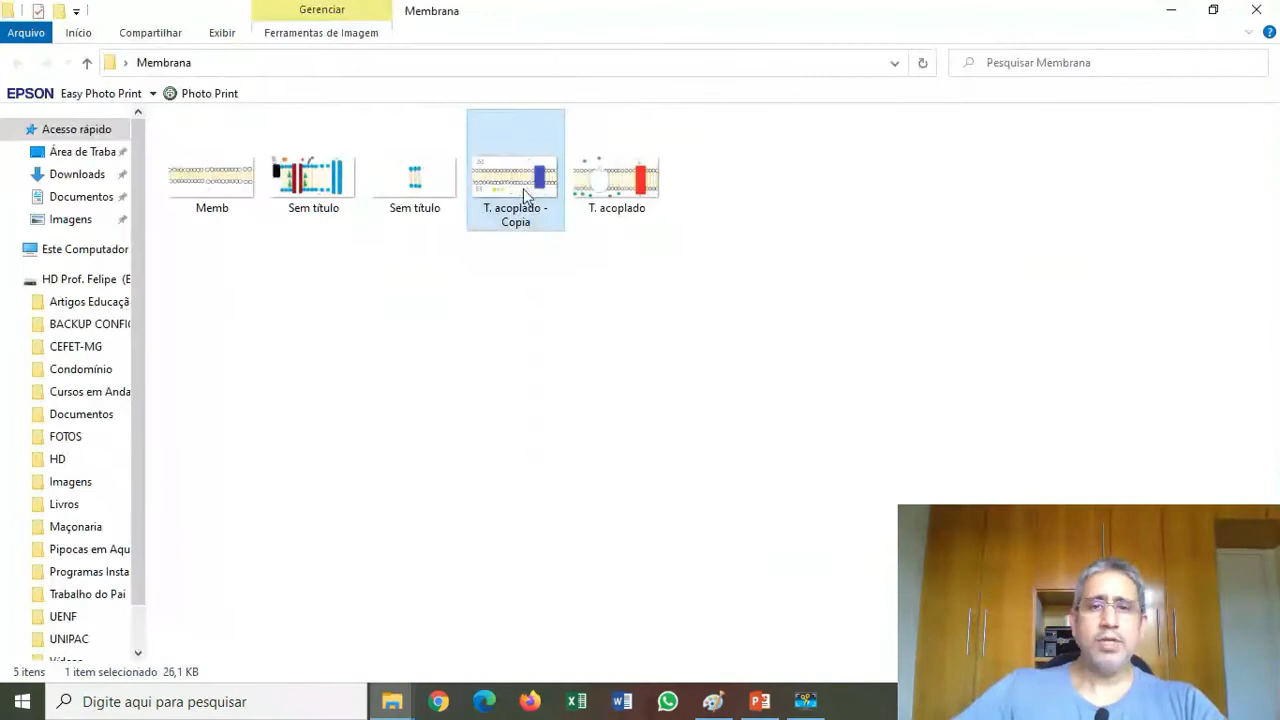 Gerenciar
Membrana
Arquivo
Início
Compartilhar
Exibir
Ferramentas de Imagem
Membrana
Pesquisar Membrana
EPSON
Easy Photo Print
Photo Print
Acesso rápido
Área de Traba
Downloads
Documentos
Imagens
Este Computador
HD Prof. Felipe (E
Artigos Educaçã
BACKUP CONFIG
CEFET-MG
Condomínio
Cursos em Anda
Documentos
FOTOS
HD
Imagens
Livros
Maçonaria
Pipocas em Aqu
Programas Insta
Trabalho do Pai
UENF
UNIPAC
Memb
Sem título
Sem título
T. acoplado -
Copia
T. acoplado
5 itens
1 item selecionado 26,1 KB
Digite aqui para pesquisar